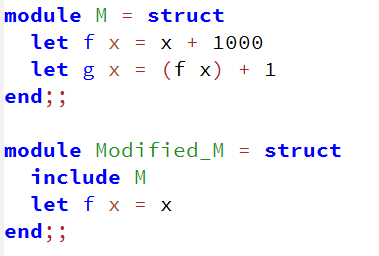 module M = struct
  let f x = x + 1000
  let g x = (f x) + 1
end;;

module Modified_M = struct
  include M
  let f x = x
end;;